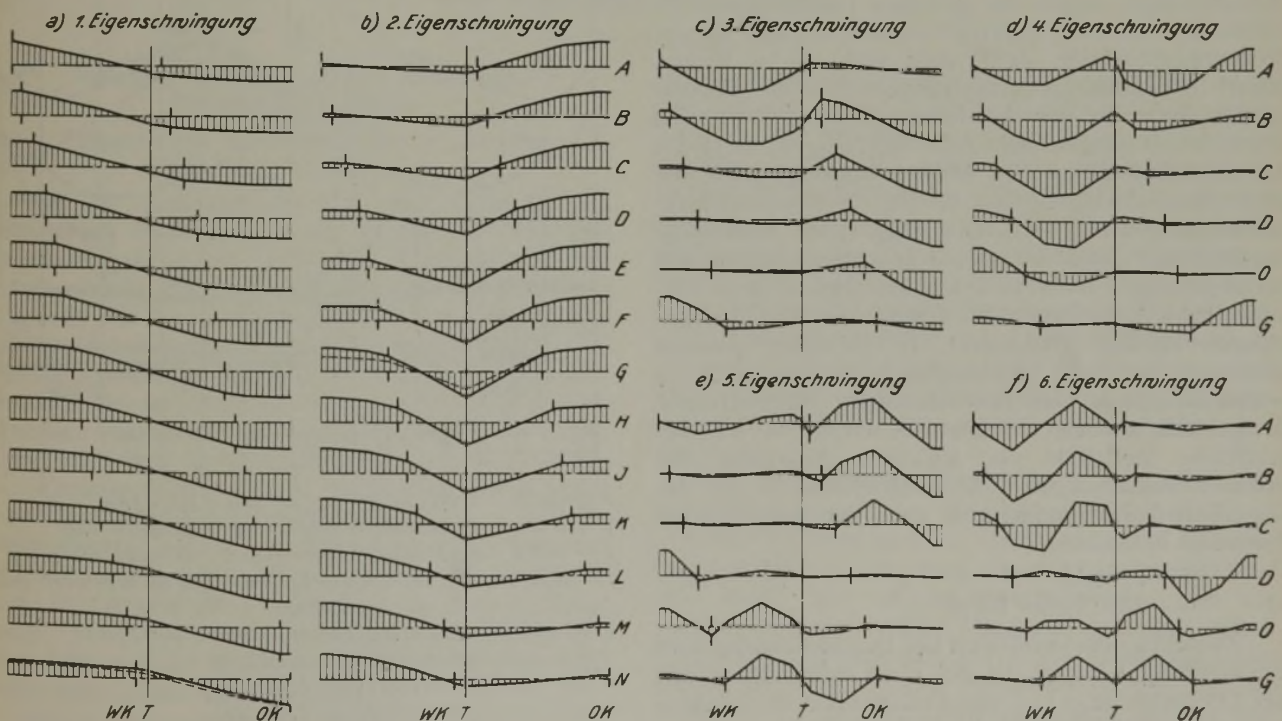 a) 1. Eigenschwingung
b) 2. Eigenschwingung
c) 3. Eigenschwingung
d) 4. Eigenschwingung
A
A
B
B
C
C
D
D
E
O
F
G
G
e) 5. Eigenschwingung
f) 6. Eigenschwingung
H
A
J
B
K
C
L
D
M
O
N
G
WK T OK
WK T OK
WK T OK
WK T OK